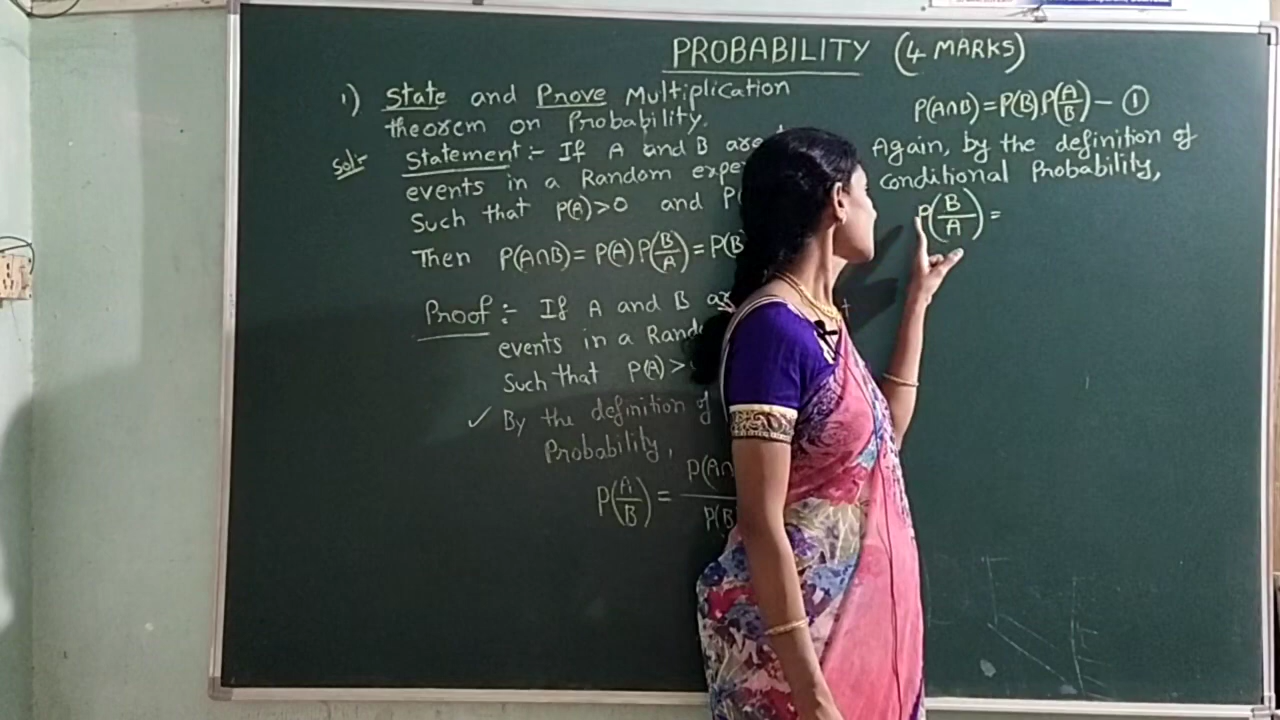 PROBABILITY (4 MARKS)
1) State and Prove Multiplication
theorem on Probability.
Sol:- Statement:- If A and B are
events in a Random
Such that P(A)>0 and
Then P(A∩B)=P(A)P(B/A)=P(B
Proof:- If A and B
events in a
Such that P(A)>
✓ By the definition of
Probability,
P(A/B)= P(A∩ / P(B
P(A∩B)=P(B)P(A/B)-①
Again, by the definition of
conditional Probability,
P(B/A)=